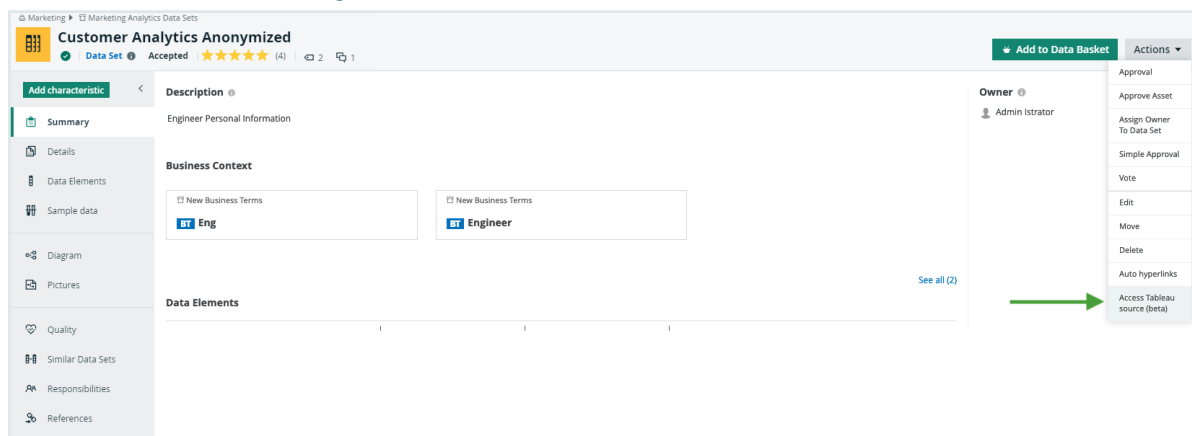 Marketing Marketing Analytics Data Sets
Customer Analytics Anonymized
Data Set Accepted (4) 2 1
Add to Data Basket Actions
Add characteristic
Summary
Details
Data Elements
Sample data
Diagram
Pictures
Quality
Similar Data Sets
Responsibilities
References
Description
Engineer Personal Information
Business Context
New Business Terms
BT Eng
New Business Terms
BT Engineer
See all (2)
Data Elements
Owner
Admin Istrator
Approval
Approve Asset
Assign Owner
To Data Set
Simple Approval
Vote
Edit
Move
Delete
Auto hyperlinks
Access Tableau
source (beta)